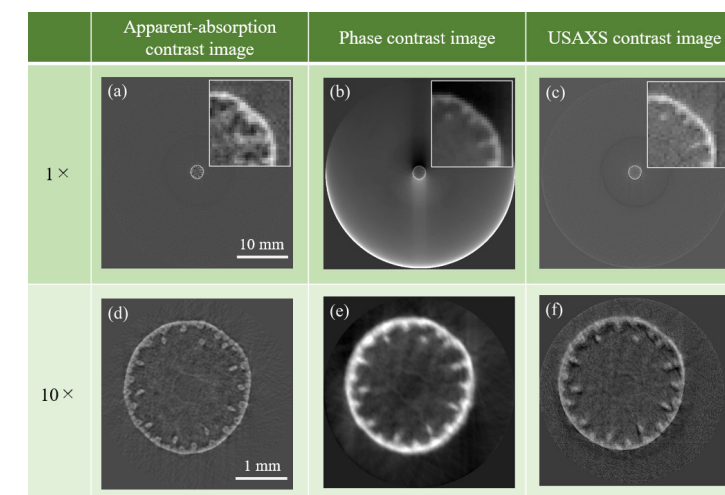 Apparent-absorption
contrast image
Phase contrast image
USAXS contrast image
1×
(a)
10 mm
(b)
(c)
10×
(d)
1 mm
(e)
(f)